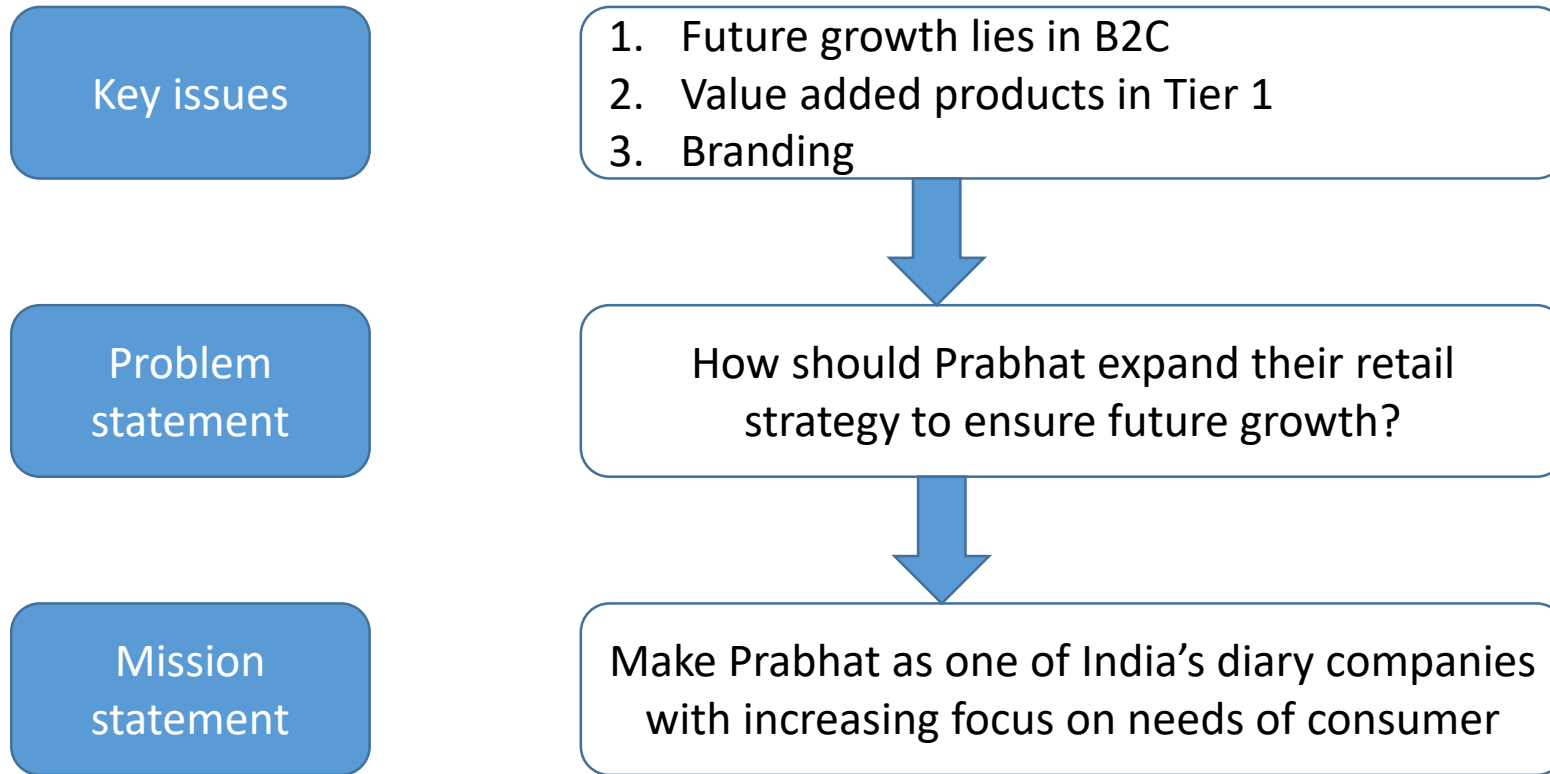 Key issues
1. Future growth lies in B2C
2. Value added products in Tier 1
3. Branding
Problem
statement
How should Prabhat expand their retail
strategy to ensure future growth?
Mission
statement
Make Prabhat as one of India’s diary companies
with increasing focus on needs of consumer